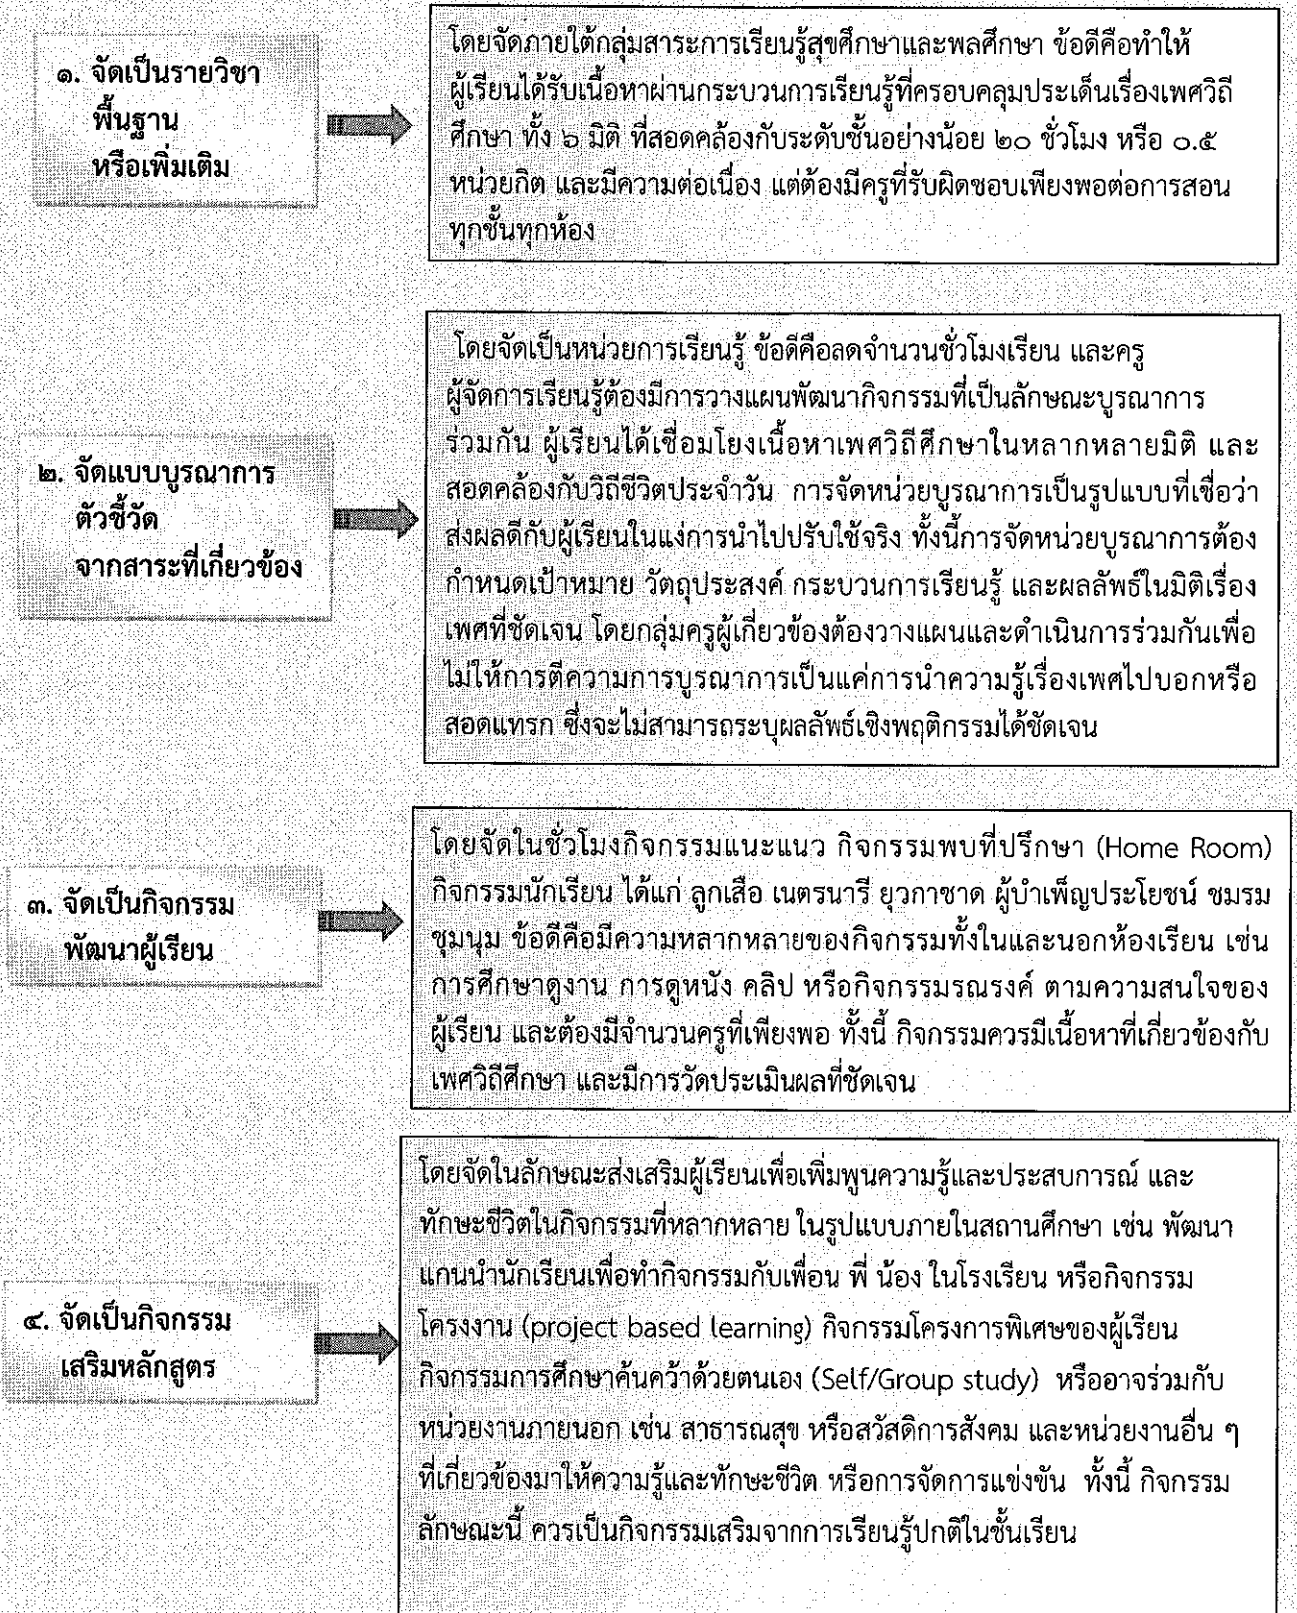 ๑. จัดเป็นรายวิชา
พื้นฐาน
หรือเพิ่มเติม
โดยจัดภายใต้กลุ่มสาระการเรียนรู้สุขศึกษาและพลศึกษา ข้อดีคือทำให้
ผู้เรียนได้รับเนื้อหาผ่านกระบวนการเรียนรู้ที่ครอบคลุมประเด็นเรื่องเพศวิถี
ศึกษา ทั้ง ๖ มิติ ที่สอดคล้องกับระดับชั้นอย่างน้อย ๒๐ ชั่วโมง หรือ ๐.๕
หน่วยกิต และมีความต่อเนื่อง แต่ต้องมีครูที่รับผิดชอบเพียงพอต่อการสอน
ทุกชั้นทุกห้อง
๒. จัดแบบบูรณาการ
ตัวชี้วัด
จากสาระที่เกี่ยวข้อง
โดยจัดเป็นหน่วยการเรียนรู้ ข้อดีคือลดจำนวนชั่วโมงเรียน และครู
ผู้จัดการเรียนรู้ต้องมีการวางแผนพัฒนากิจกรรมที่เป็นลักษณะบูรณาการ
ร่วมกัน ผู้เรียนได้เชื่อมโยงเนื้อหาเพศวิถีศึกษาในหลากหลายมิติ และ
สอดคล้องกับวิถีชีวิตประจำวัน การจัดหน่วยบูรณาการเป็นรูปแบบที่เชื่อว่า
ส่งผลดีกับผู้เรียนในแง่การนำไปปรับใช้จริง ทั้งนี้การจัดหน่วยบูรณาการต้อง
กำหนดเป้าหมาย วัตถุประสงค์ กระบวนการเรียนรู้ และผลลัพธ์ในมิติเรื่อง
เพศที่ชัดเจน โดยกลุ่มครูผู้เกี่ยวข้องต้องวางแผนและดำเนินการร่วมกันเพื่อ
ไม่ให้การตีความการบูรณาการเป็นแค่การนำความรู้เรื่องเพศไปบอกหรือ
สอดแทรก ซึ่งจะไม่สามารถระบุผลลัพธ์เชิงพฤติกรรมได้ชัดเจน
๓. จัดเป็นกิจกรรม
พัฒนาผู้เรียน
โดยจัดในชั่วโมงกิจกรรมแนะแนว กิจกรรมพบที่ปรึกษา (Home Room)
กิจกรรมนักเรียน ได้แก่ ลูกเสือ เนตรนารี ยุวกาชาด ผู้บำเพ็ญประโยชน์ ชมรม
ชุมนุม ข้อดีคือมีความหลากหลายของกิจกรรมทั้งในและนอกห้องเรียน เช่น
การศึกษาดูงาน การดูหนัง คลิป หรือกิจกรรมรณรงค์ ตามความสนใจของ
ผู้เรียน และต้องมีจำนวนครูที่เพียงพอ ทั้งนี้ กิจกรรมควรมีเนื้อหาที่เกี่ยวข้องกับ
เพศวิถีศึกษา และมีการวัดประเมินผลที่ชัดเจน
๔. จัดเป็นกิจกรรม
เสริมหลักสูตร
โดยจัดในลักษณะส่งเสริมผู้เรียนเพื่อเพิ่มพูนความรู้และประสบการณ์ และ
ทักษะชีวิตในกิจกรรมที่หลากหลาย ในรูปแบบภายในสถานศึกษา เช่น พัฒนา
แกนนำนักเรียนเพื่อทำกิจกรรมกับเพื่อน พี่ น้อง ในโรงเรียน หรือกิจกรรม
โครงงาน (project based learning) กิจกรรมโครงการพิเศษของผู้เรียน
กิจกรรมการศึกษาค้นคว้าด้วยตนเอง (Self/Group study) หรืออาจร่วมกับ
หน่วยงานภายนอก เช่น สาธารณสุข หรือสวัสดิการสังคม และหน่วยงานอื่น ๆ
ที่เกี่ยวข้องมาให้ความรู้และทักษะชีวิต หรือการจัดการแข่งขัน ทั้งนี้ กิจกรรม
ลักษณะนี้ ควรเป็นกิจกรรมเสริมจากการเรียนรู้ปกติในชั้นเรียน